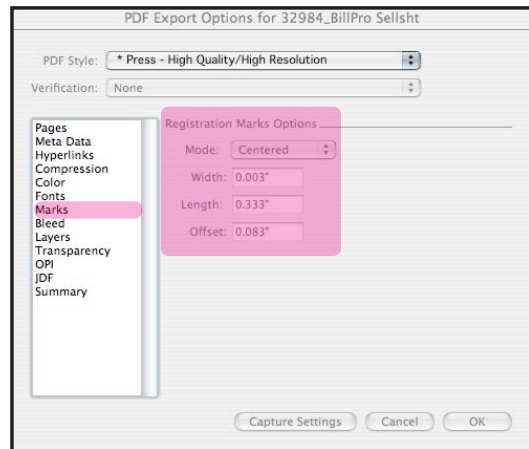 PDF Export Options for 32984_BillPro Sellsht
PDF Style: * Press - High Quality/High Resolution
Verification: None
Pages
Meta Data
Hyperlinks
Compression
Color
Fonts
Marks
Bleed
Layers
Transparency
OPI
JDF
Summary
Registration Marks Options
Mode: Centered
Width: 0.003"
Length: 0.333"
Offset: 0.083"
Capture Settings Cancel OK